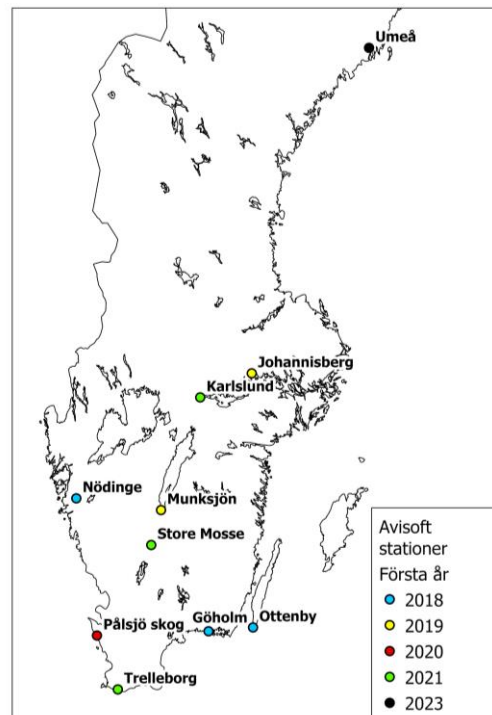 Umeå
Johannisberg
Karlslund
Nödinge
Munksjön
Store Mosse
Pålsjö skog
Göholm
Ottenby
Trelleborg
Avisoft
stationer
Första år
2018
2019
2020
2021
2023